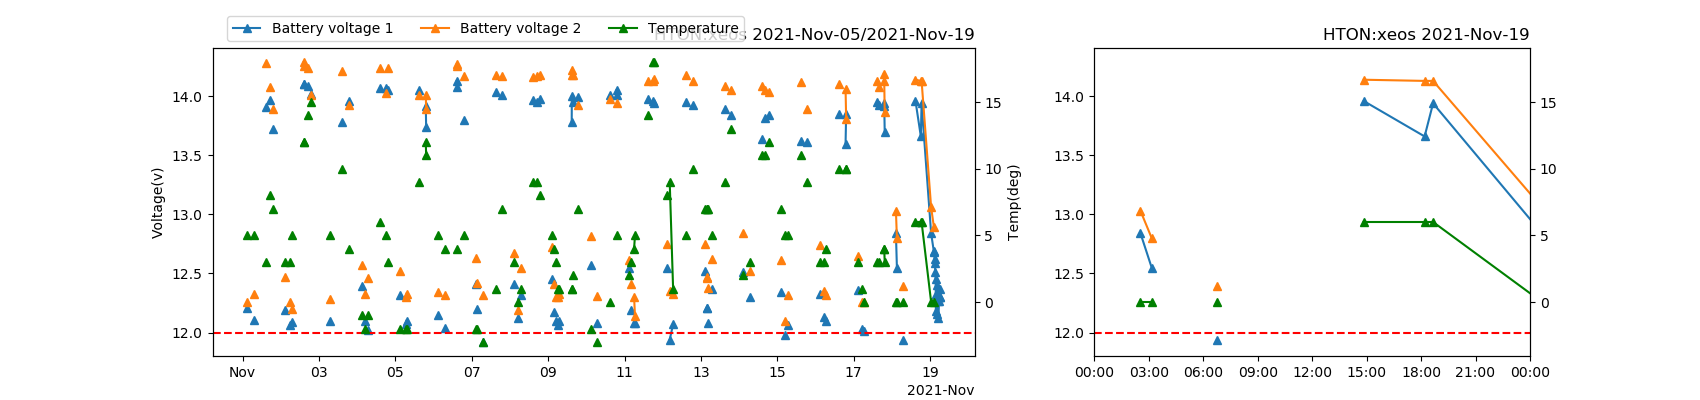 Battery voltage 1 Battery voltage 2 Temperature
HTON:xeos 2021-Nov-05/2021-Nov-19
Voltage(v)
14.0
13.5
13.0
12.5
12.0
15
10
5
0
Temp(deg)
Nov 03 05 07 09 11 13 15 17 19
2021-Nov
HTON:xeos 2021-Nov-19
14.0
13.5
13.0
12.5
12.0
15
10
5
0
00:00 03:00 06:00 09:00 12:00 15:00 18:00 21:00 00:00